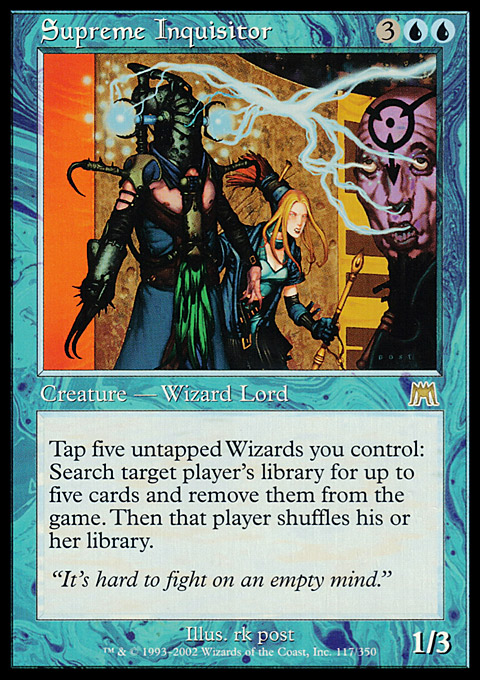 Supreme Inquisitor 3
post
Creature — Wizard Lord
Tap five untapped Wizards you control:
Search target player's library for up to
five cards and remove them from the
game. Then that player shuffles his or
her library.
“It's hard to fight on an empty mind.”
Illus. rk post
™ & © 1993–2002 Wizards of the Coast, Inc. 117/350
1/3